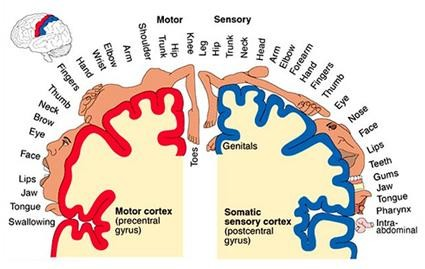 Motor
Sensory
Swallowing
Tongue
Jaw
Lips
Face
Eye
Brow
Neck
Thumb
Fingers
Hand
Wrist
Elbow
Arm
Shoulder
Trunk
Hip
Knee
Toes
Leg
Hip
Trunk
Neck
Head
Arm
Elbow
Forearm
Hand
Fingers
Thumb
Eye
Nose
Face
Lips
Teeth
Gums
Jaw
Tongue
Pharynx
Intra-
abdominal
Genitals
Motor cortex
(precentral
gyrus)
Somatic
sensory cortex
(postcentral
gyrus)